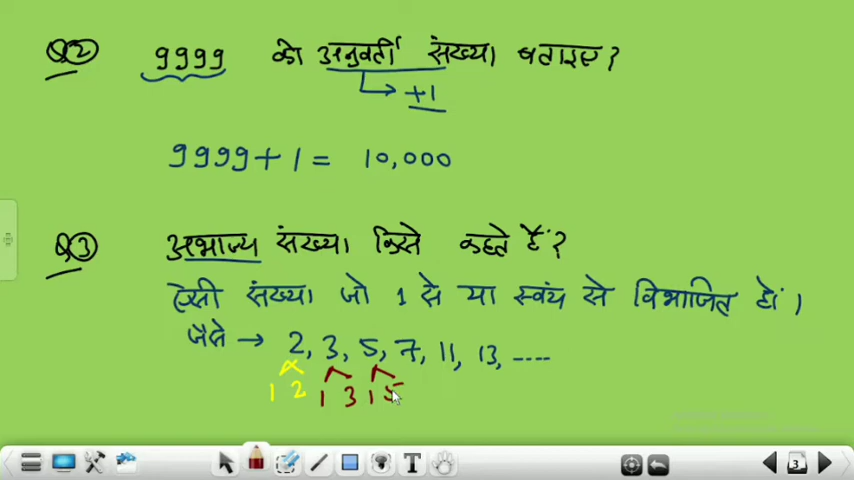 Q2 9999 की अनुवर्ती संख्या बताइए?
+1
9999+1= 10,000
Q3 अभाज्य संख्या किसे कहते हैं?
ऐसी संख्या जो 1 से या स्वंय से विभाजित हो।
जैसे → 2, 3, 5, 7, 11, 13, ----
1 2 1 3 1 5
3